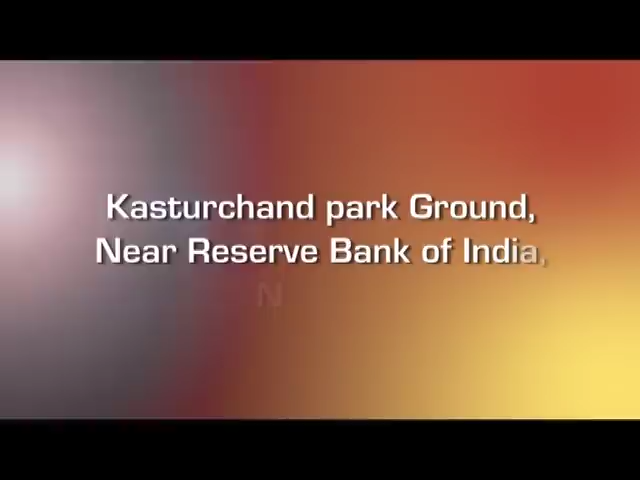 Kasturchand park Ground,
Near Reserve Bank of India,
N